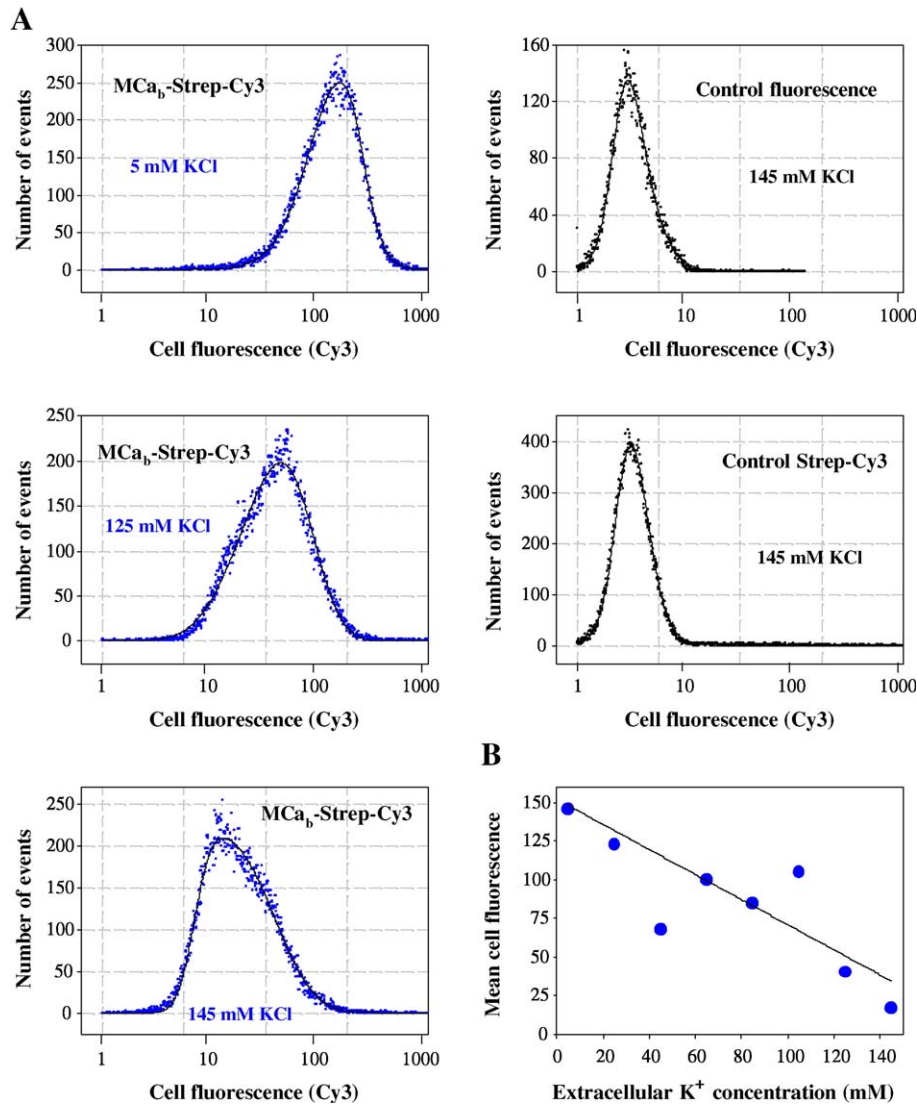 A
300
250
200
150
100
50
0
Number of events
MCab-Strep-Cy3
5 mM KCl
1 10 100 1000
Cell fluorescence (Cy3)
160
120
80
40
0
Number of events
Control fluorescence
145 mM KCl
1 10 100 1000
Cell fluorescence (Cy3)
250
200
150
100
50
0
Number of events
MCab-Strep-Cy3
125 mM KCl
1 10 100 1000
Cell fluorescence (Cy3)
400
300
200
100
0
Number of events
Control Strep-Cy3
145 mM KCl
1 10 100 1000
Cell fluorescence (Cy3)
250
200
150
100
50
0
Number of events
MCab-Strep-Cy3
145 mM KCl
1 10 100 1000
Cell fluorescence (Cy3)
B
150
125
100
75
50
25
0
Mean cell fluorescence
0 20 40 60 80 100 120 140
Extracellular K+ concentration (mM)